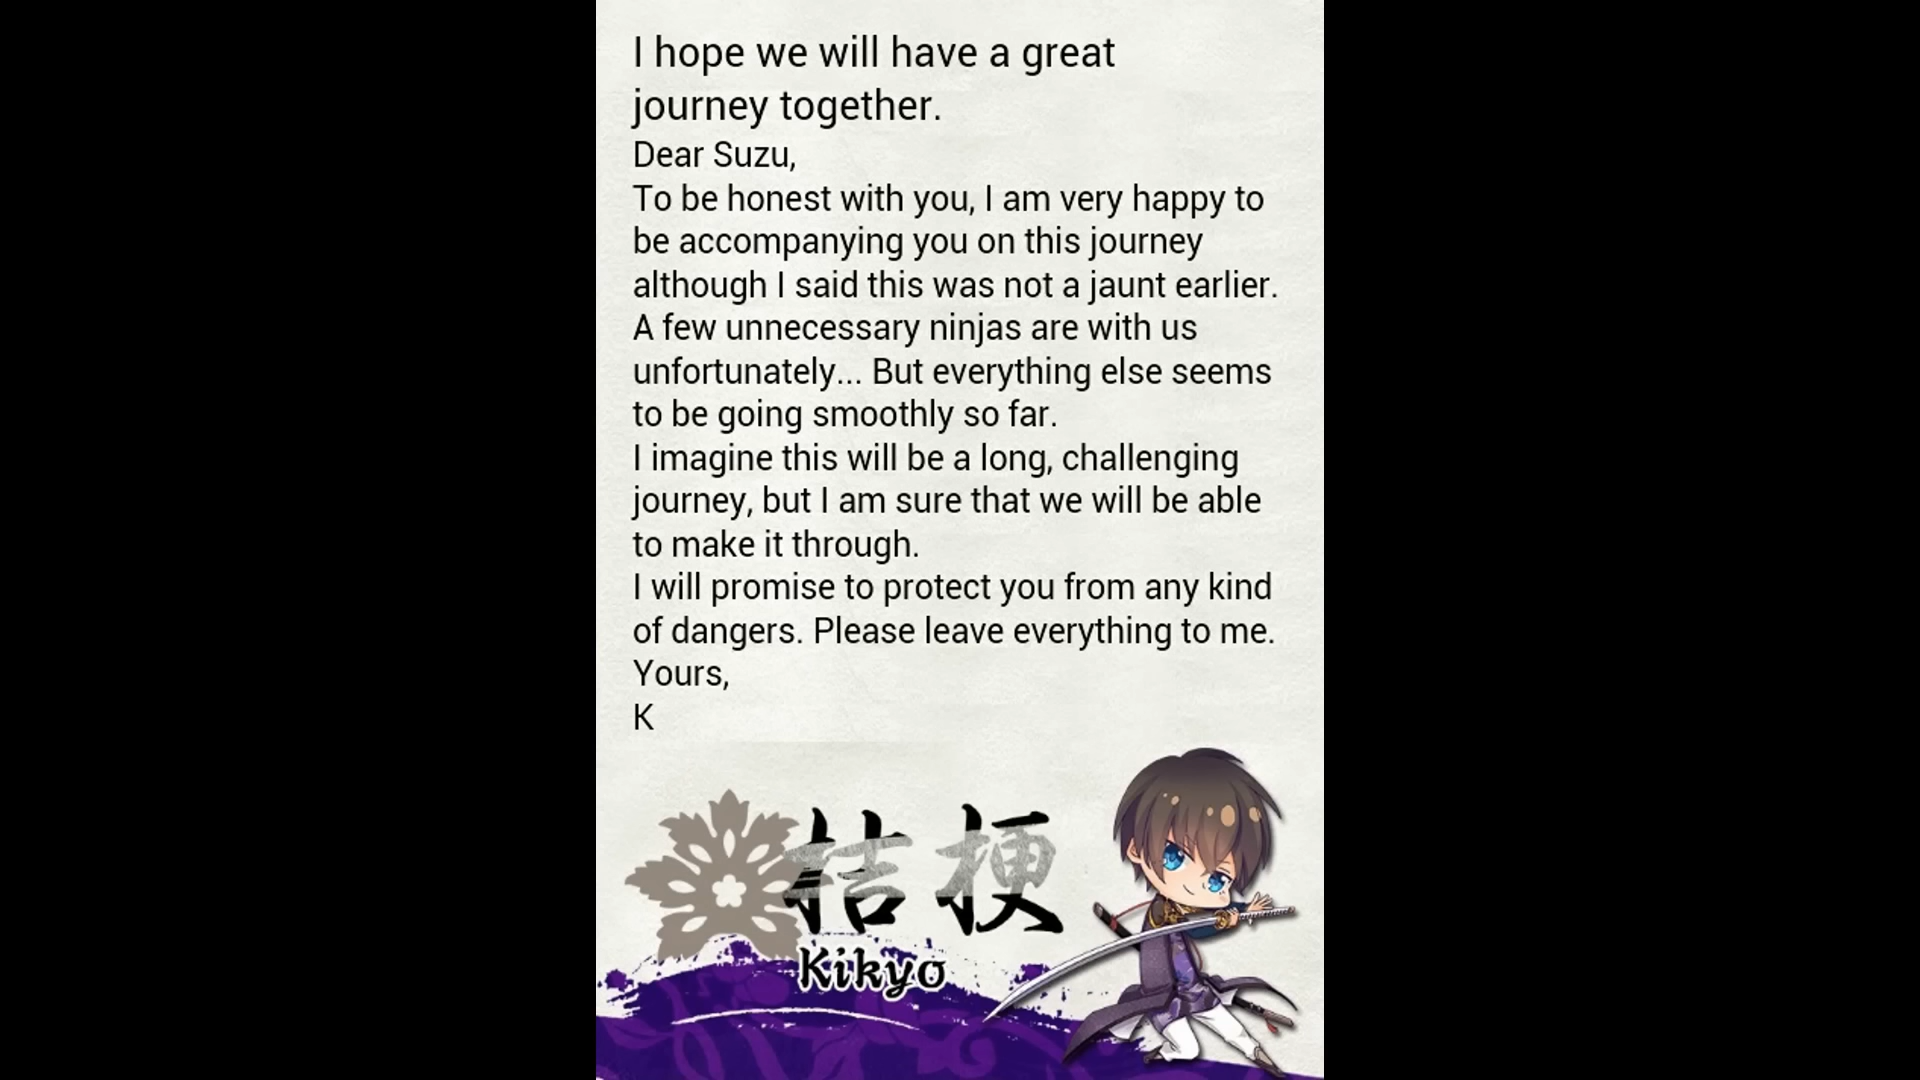 I hope we will have a great
journey together.
Dear Suzu,
To be honest with you, I am very happy to
be accompanying you on this journey
although I said this was not a jaunt earlier.
A few unnecessary ninjas are with us
unfortunately... But everything else seems
to be going smoothly so far.
I imagine this will be a long, challenging
journey, but I am sure that we will be able
to make it through.
I will promise to protect you from any kind
of dangers. Please leave everything to me.
Yours,
K
桔梗
Kikyo